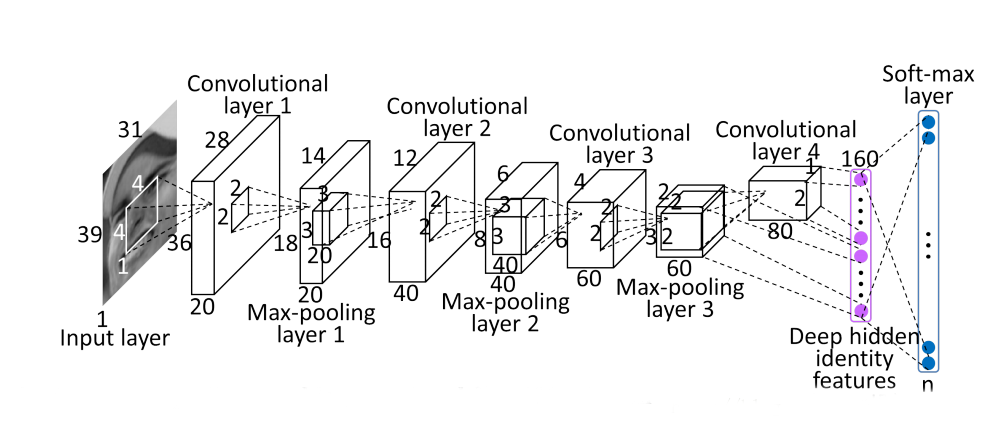 Soft-max
layer
Convolutional
layer 1
Convolutional
layer 2
Convolutional
layer 3
Convolutional
layer 4
31
39
4
4
1
1
Input layer
28
36
20
2
2
14
18
20
3
3
20
Max-pooling
layer 1
12
16
40
2
2
6
8
40
3
3
40
Max-pooling
layer 2
4
6
60
2
2
2
3
2
2
60
Max-pooling
layer 3
1
2
80
160
Deep hidden
identity
features
n